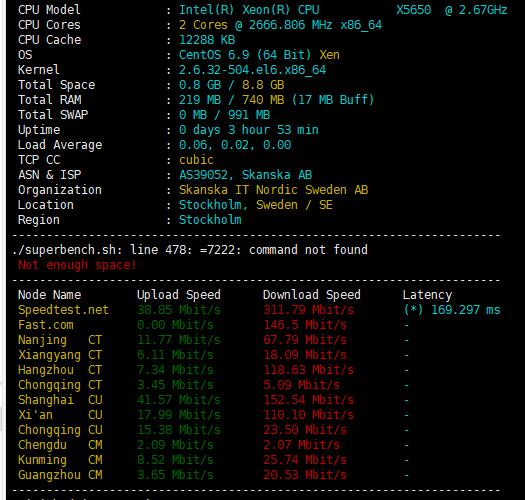 CPU Model : Intel(R) Xeon(R) CPU X5650 @ 2.67GHz
CPU Cores : 2 Cores @ 2666.806 MHz x86_64
CPU Cache : 12288 KB
OS : CentOS 6.9 (64 Bit) Xen
Kernel : 2.6.32-504.el6.x86_64
Total Space : 0.8 GB / 8.8 GB
Total RAM : 219 MB / 740 MB (17 MB Buff)
Total SWAP : 0 MB / 991 MB
Uptime : 0 days 3 hour 53 min
Load Average : 0.06, 0.02, 0.00
TCP CC : cubic
ASN & ISP : AS39052, Skanska AB
Organization : Skanska IT Nordic Sweden AB
Location : Stockholm, Sweden / SE
Region : Stockholm
----------------------------------------------------------------------
./superbench.sh: line 478: =7222: command not found
Not enough space!
----------------------------------------------------------------------
Node Name Upload Speed Download Speed Latency
Speedtest.net 38.85 Mbit/s 311.79 Mbit/s (*) 169.297 ms
Fast.com 0.00 Mbit/s 146.5 Mbit/s -
Nanjing CT 11.77 Mbit/s 67.79 Mbit/s -
Xiangyang CT 6.11 Mbit/s 18.09 Mbit/s -
Hangzhou CT 7.34 Mbit/s 118.63 Mbit/s -
Chongqing CT 3.45 Mbit/s 5.09 Mbit/s -
Shanghai CU 41.57 Mbit/s 152.54 Mbit/s -
Xi'an CU 17.99 Mbit/s 110.10 Mbit/s -
Chongqing CU 15.38 Mbit/s 23.50 Mbit/s -
Chengdu CM 2.09 Mbit/s 2.07 Mbit/s -
Kunming CM 8.52 Mbit/s 25.74 Mbit/s -
Guangzhou CM 3.65 Mbit/s 20.53 Mbit/s -
----------------------------------------------------------------------